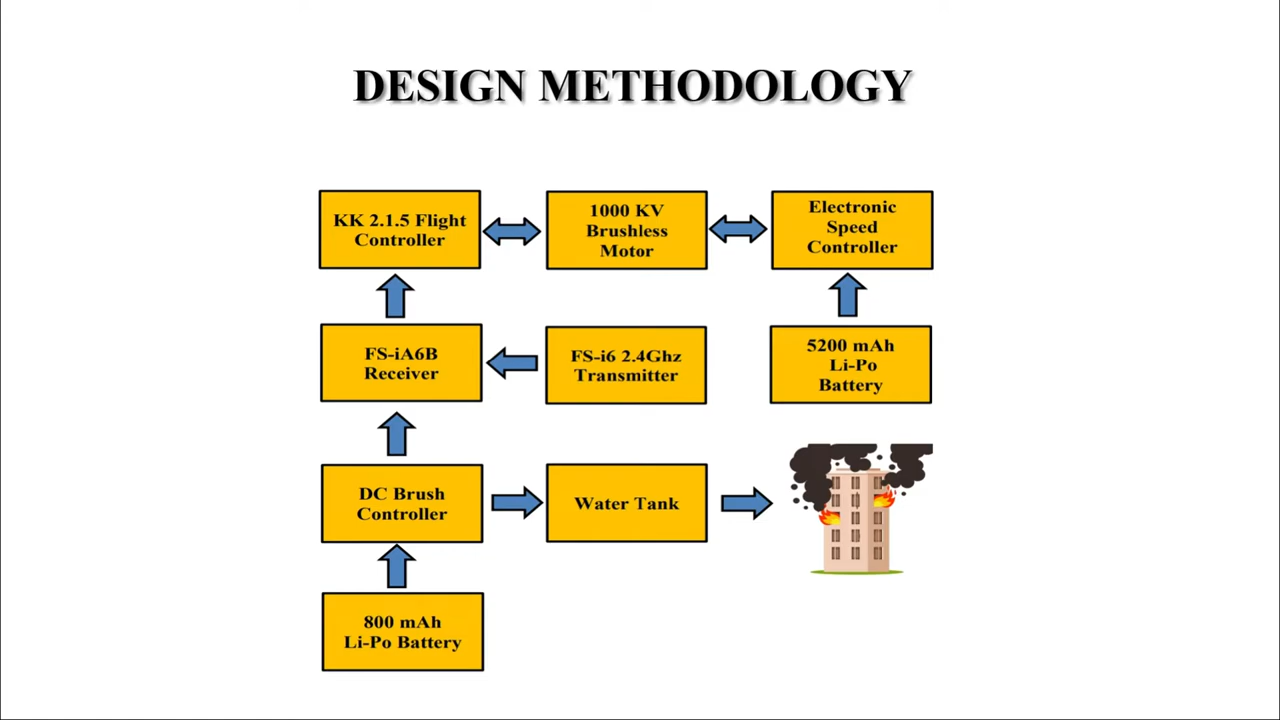 DESIGN METHODOLOGY
KK 2.1.5 Flight
Controller
1000 KV
Brushless
Motor
Electronic
Speed
Controller
FS-iA6B
Receiver
FS-i6 2.4Ghz
Transmitter
5200 mAh
Li-Po
Battery
DC Brush
Controller
Water Tank
800 mAh
Li-Po Battery